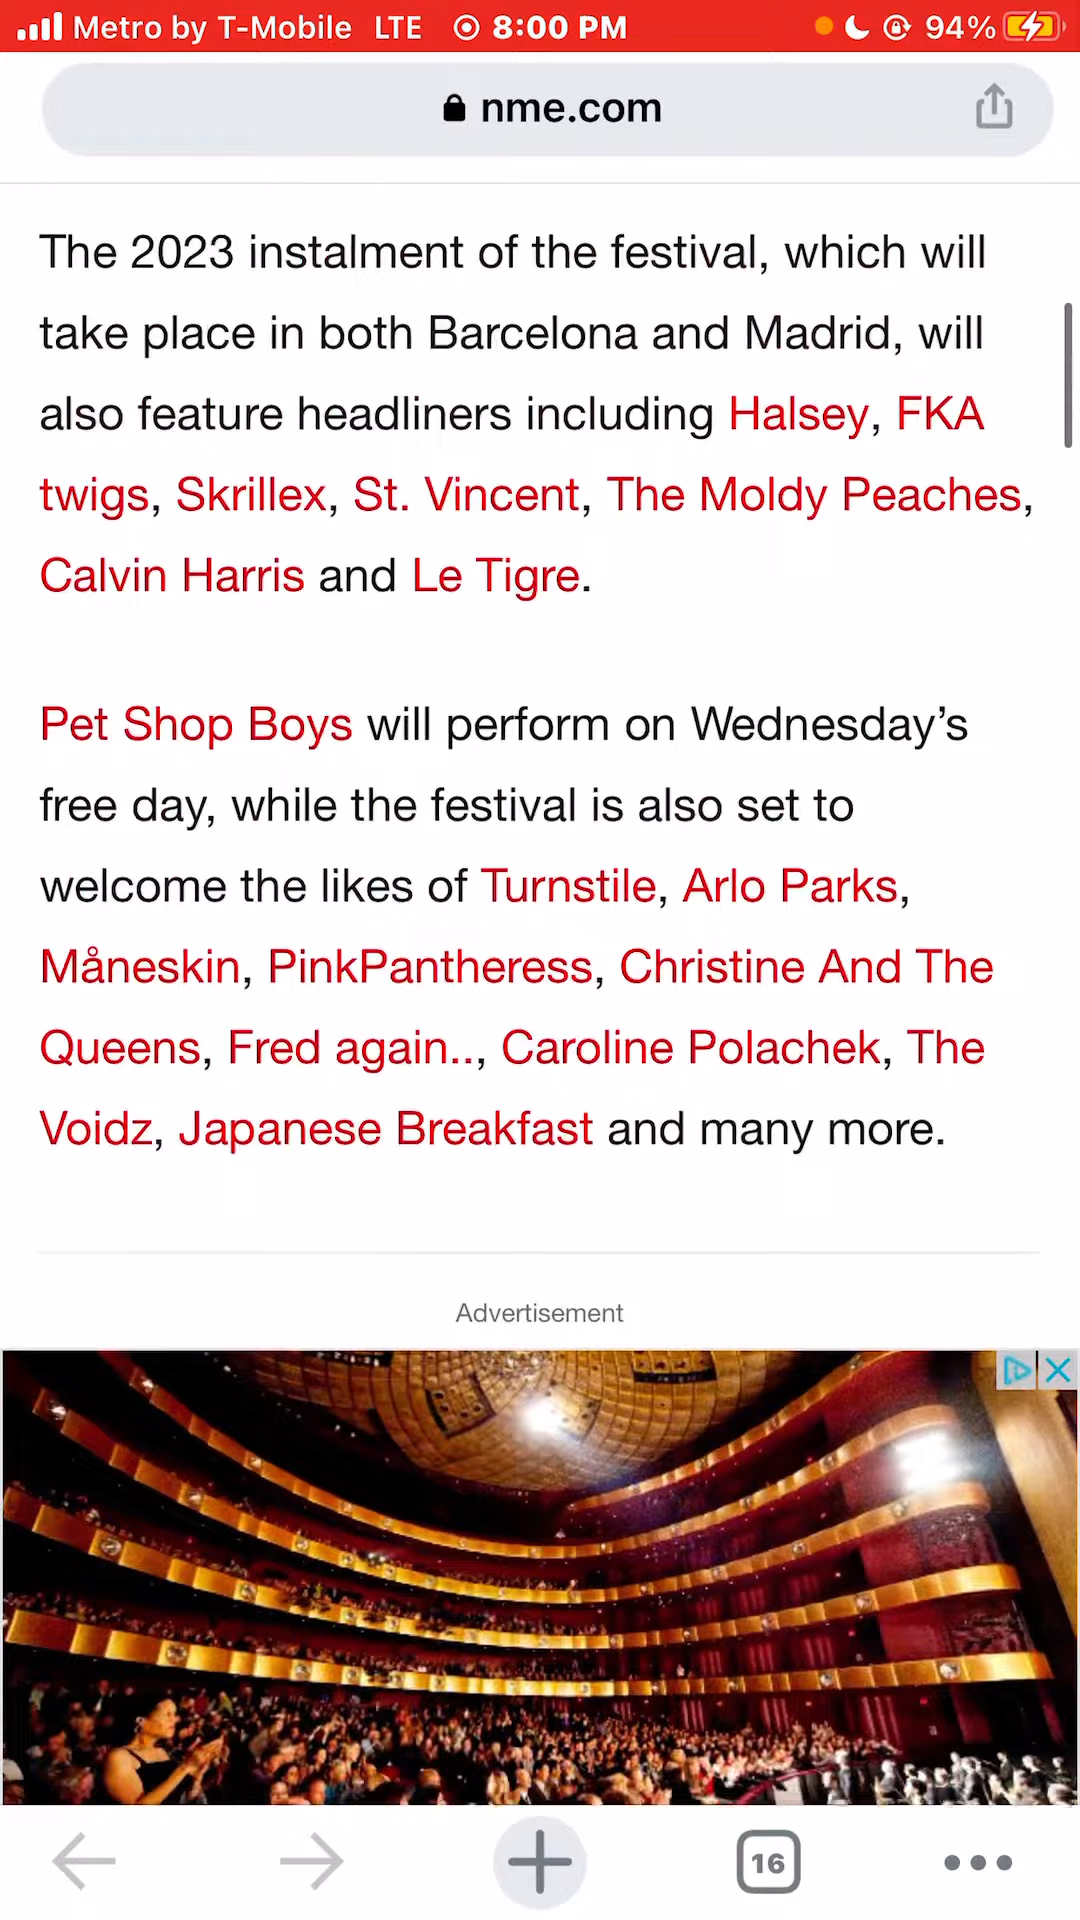 Metro by T-Mobile LTE 8:00 PM 94%
nme.com
The 2023 instalment of the festival, which will
take place in both Barcelona and Madrid, will
also feature headliners including Halsey, FKA
twigs, Skrillex, St. Vincent, The Moldy Peaches,
Calvin Harris and Le Tigre.
Pet Shop Boys will perform on Wednesday’s
free day, while the festival is also set to
welcome the likes of Turnstile, Arlo Parks,
Måneskin, PinkPantheress, Christine And The
Queens, Fred again.., Caroline Polachek, The
Voidz, Japanese Breakfast and many more.
Advertisement
16